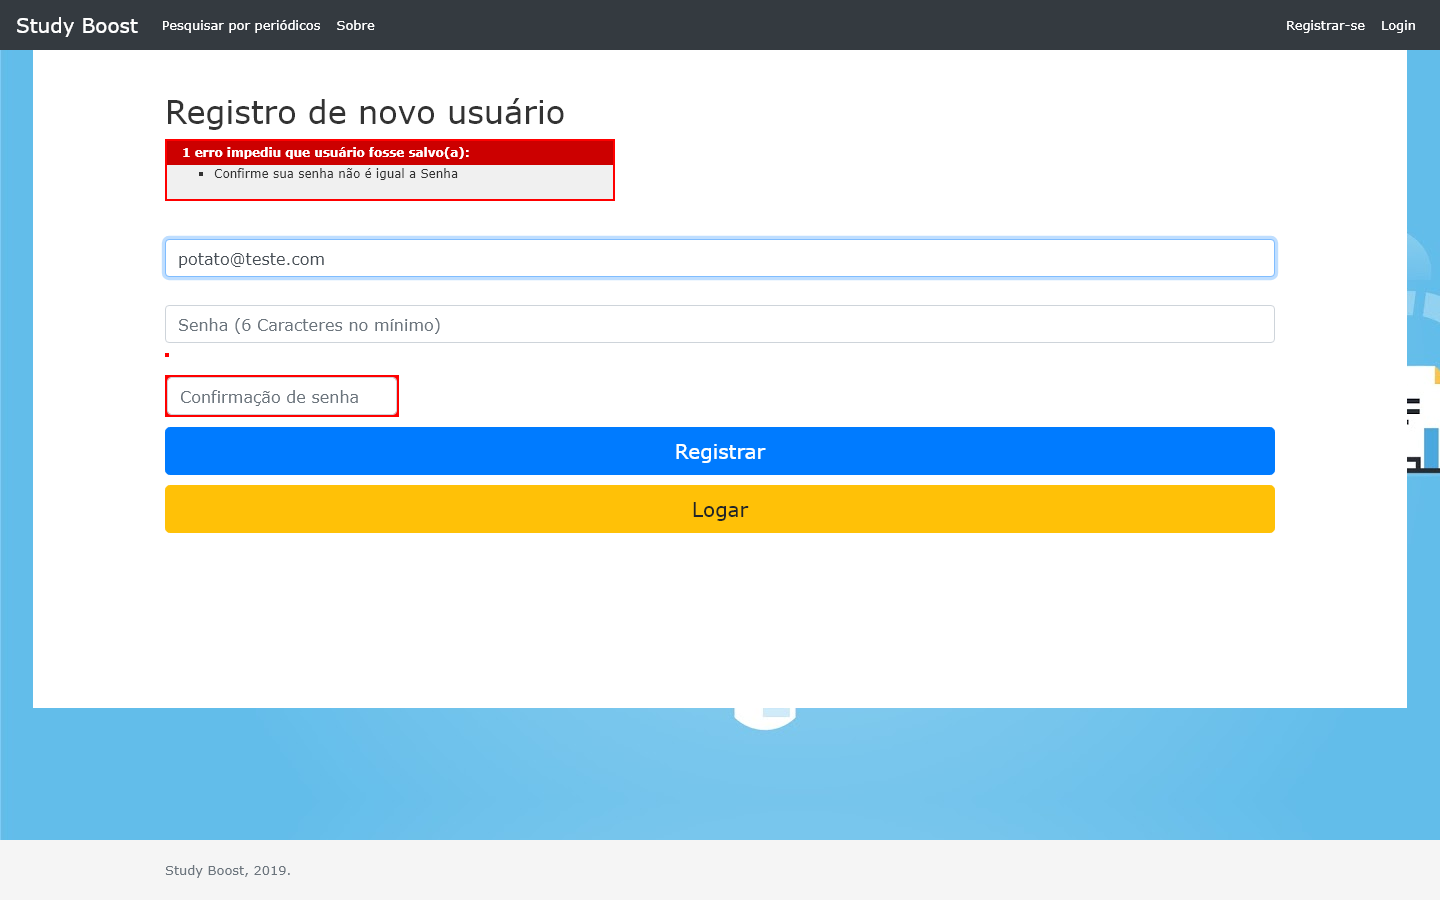 Study Boost Pesquisar por periódicos Sobre Registrar-se Login
Registro de novo usuário
1 erro impediu que usuário fosse salvo(a):
Confirme sua senha não é igual a Senha
potato@teste.com
Senha (6 Caracteres no mínimo)
Confirmação de senha
Registrar
Logar
Study Boost, 2019.